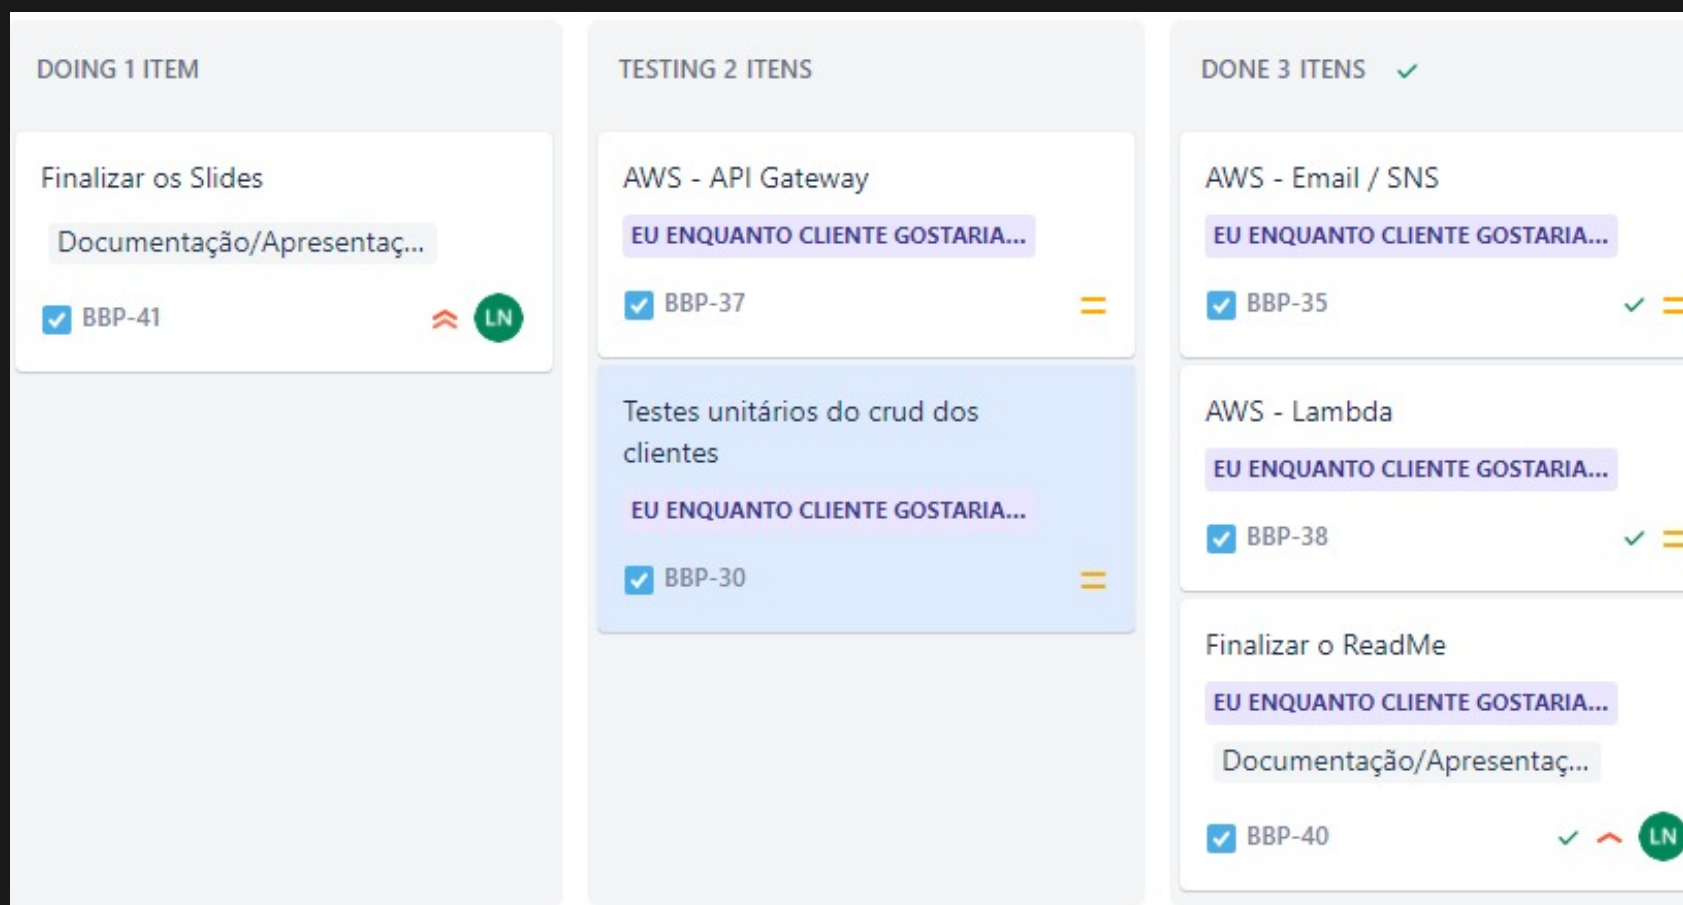 DOING 1 ITEM
Finalizar os Slides
Documentação/Apresentaç...
BBP-41
LN
TESTING 2 ITENS
AWS - API Gateway
EU ENQUANTO CLIENTE GOSTARIA...
BBP-37
Testes unitários do crud dos
clientes
EU ENQUANTO CLIENTE GOSTARIA...
BBP-30
DONE 3 ITENS
AWS - Email / SNS
EU ENQUANTO CLIENTE GOSTARIA...
BBP-35
AWS - Lambda
EU ENQUANTO CLIENTE GOSTARIA...
BBP-38
Finalizar o ReadMe
EU ENQUANTO CLIENTE GOSTARIA...
Documentação/Apresentaç...
BBP-40
LN